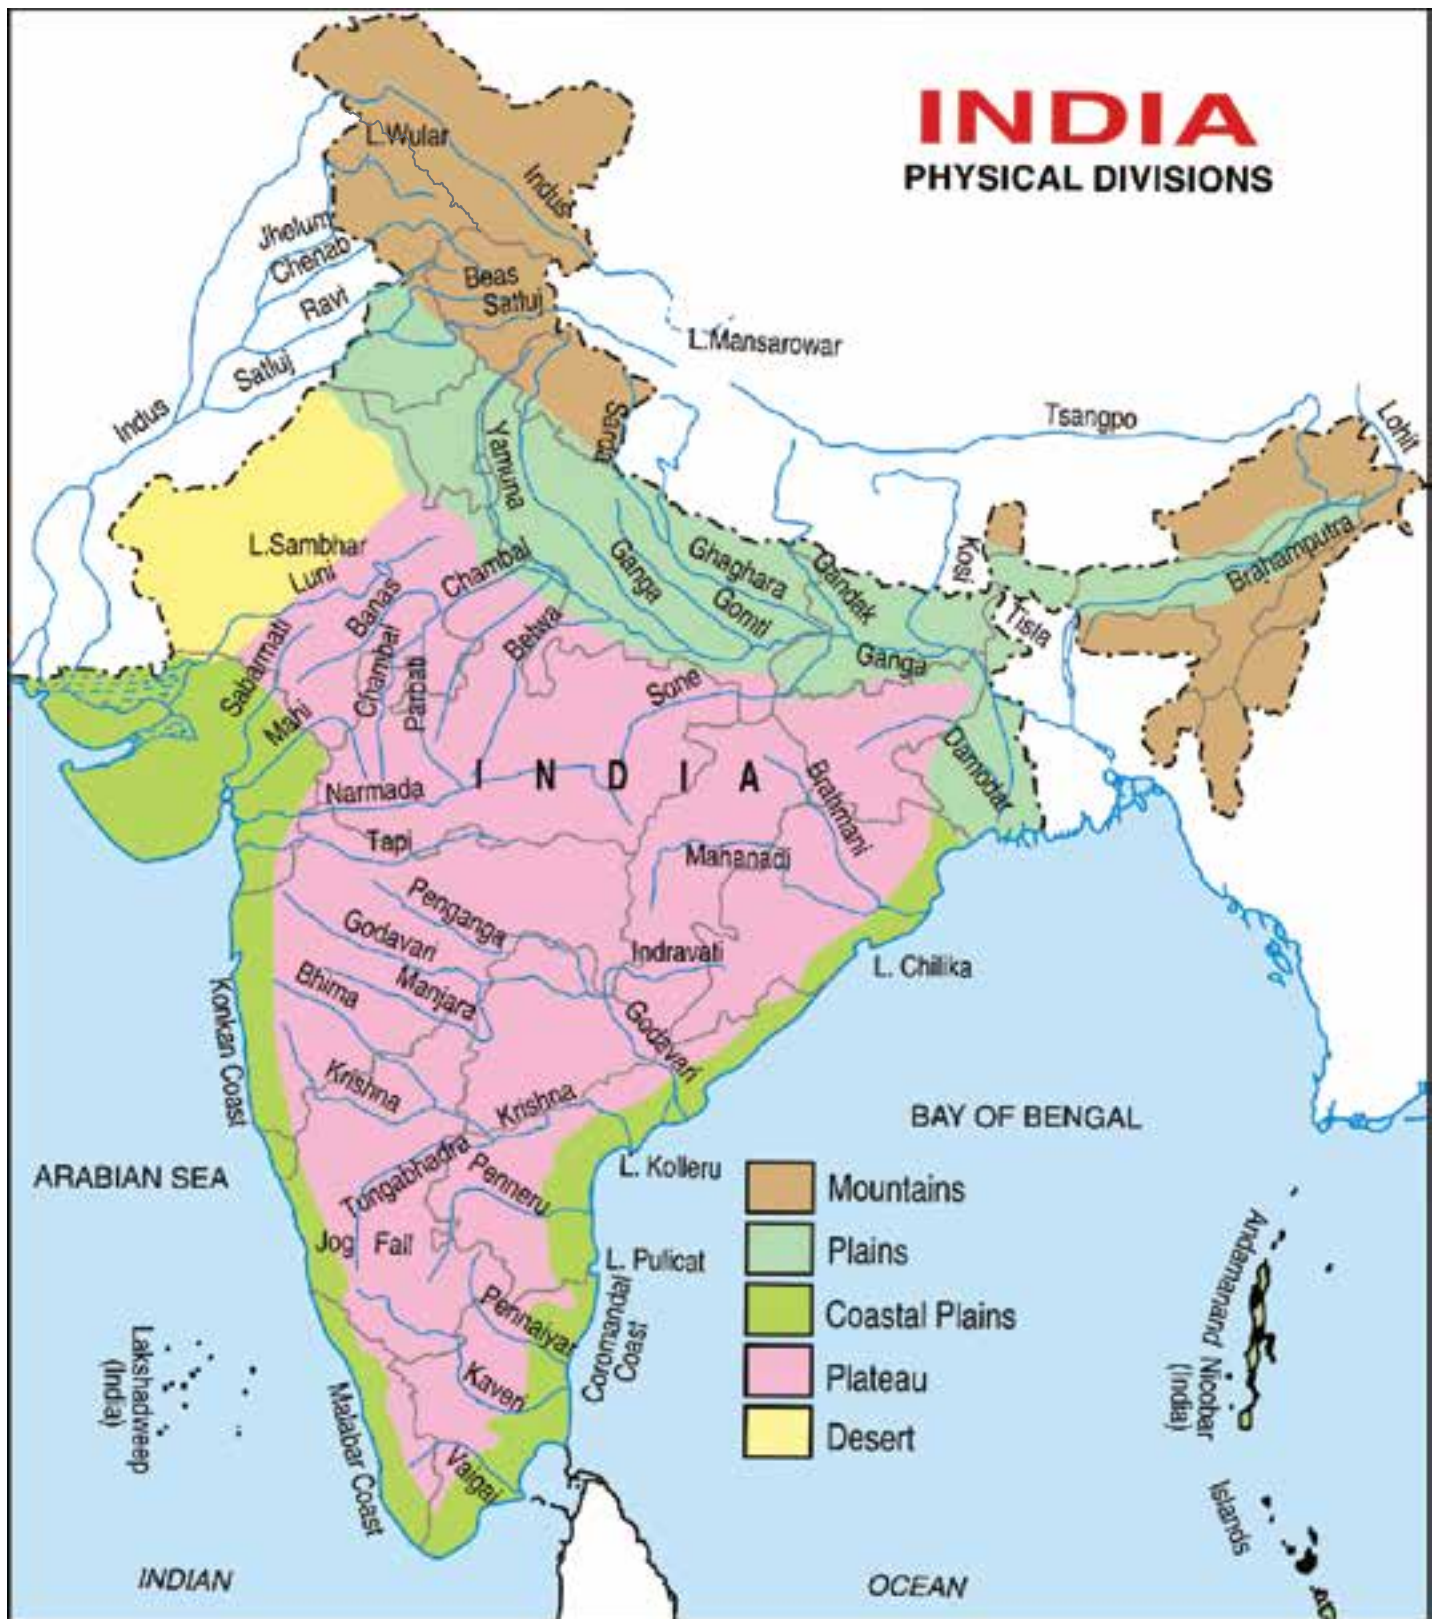 INDIA
PHYSICAL DIVISIONS
L.Wular
Indus
Jhelum
Chenab
Beas
Ravi
Satluj
L.Mansarowar
Satluj
Indus
Sarda
Tsangpo
Lohit
Yamuna
L.Sambhar
Luni
Chambal
Ganga
Ghaghara
Gandak
Kosi
Brahamputra
Banas
Betwa
Gomti
Tista
Sabarmati
Chambal
Parbati
Ganga
Sone
Mahi
Damodar
INDIA
Narmada
Brahmani
Tapi
Mahanadi
Penganga
Godavari
Indravati
L. Chilika
Bhima
Manjara
Godavari
Konkan Coast
Krishna
Krishna
BAY OF BENGAL
ARABIAN SEA
Tungabhadra
Penneru
L. Kolleru
Jog Fall
L. Pulicat
Pennaiyar
Coromandal
Coast
Kaveri
Lakshadweep
(India)
Malabar Coast
Vaigai
Mountains
Plains
Coastal Plains
Plateau
Desert
Andamanand Nicobar
(India)
Islands
INDIAN
OCEAN